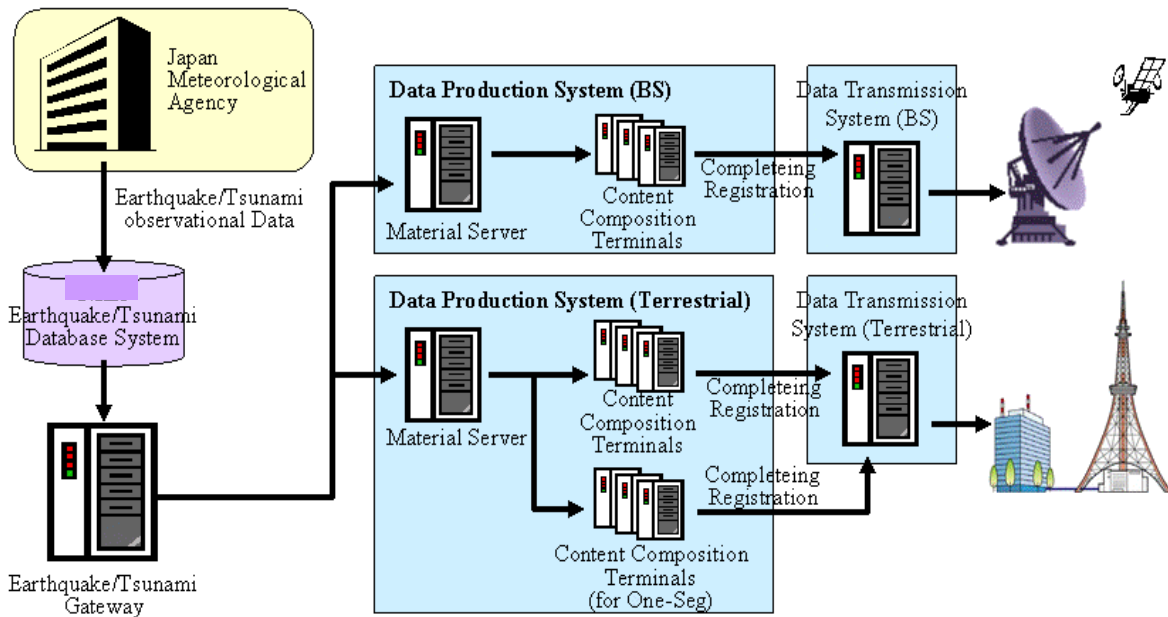 Japan
Meteorological
Agency
Earthquake/Tsunami
observational Data
Earthquake/Tsunami
Database System
Earthquake/Tsunami
Gateway
Data Production System (BS)
Material Server
Content
Composition
Terminals
Completeing
Registration
Data Transmission
System (BS)
Data Production System (Terrestrial)
Material Server
Content
Composition
Terminals
Completeing
Registration
Content Composition
Terminals
(for One-Seg)
Completeing
Registration
Data Transmission
System (Terrestrial)